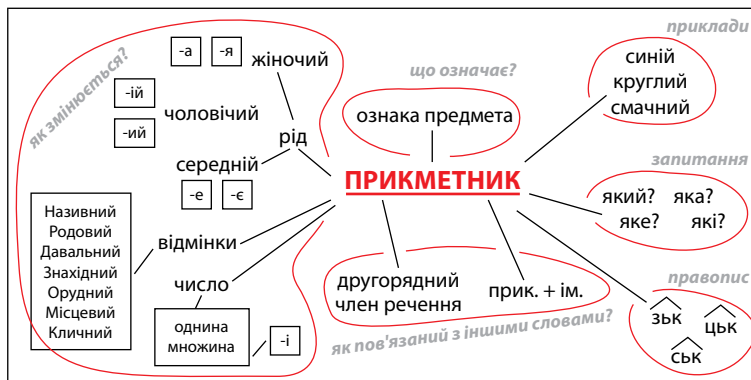 як змінюється?
-а
-я
жіночий
-ій
-ий
чоловічий
рід
середній
-е
-є
Називний
Родовий
Давальний
Знахідний
Орудний
Місцевий
Кличний
відмінки
число
однина
множина
-і
що означає?
ознака предмета
ПРИКМЕТНИК
другорядний
член речення
прик. + ім.
як пов'язаний з іншими словами?
приклади
синій
круглий
смачний
запитання
який? яка?
яке? які?
правопис
зьк
цьк
ськ